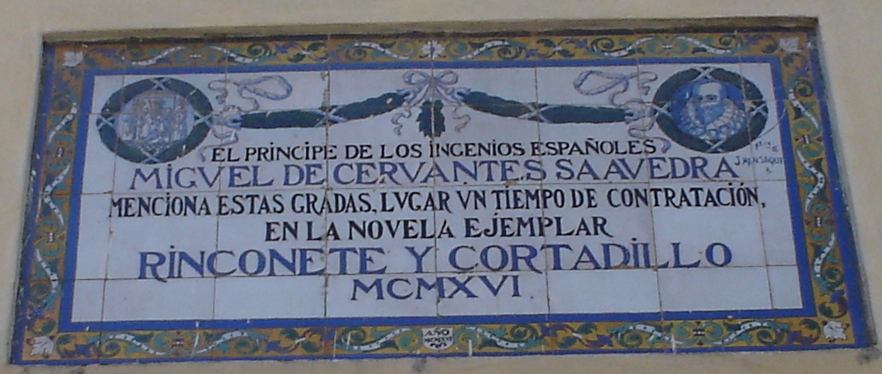 EL PRINCIPE DE LOS INGENIOS ESPAÑOLES
MIGVEL DE CERVANTES SAAVEDRA
MENCIONA ESTAS GRADAS, LVGAR VN TIEMPO DE CONTRATACIÓN,
EN LA NOVELA EJEMPLAR
RINCONETE Y CORTADILLO
MCMXVI
AÑO